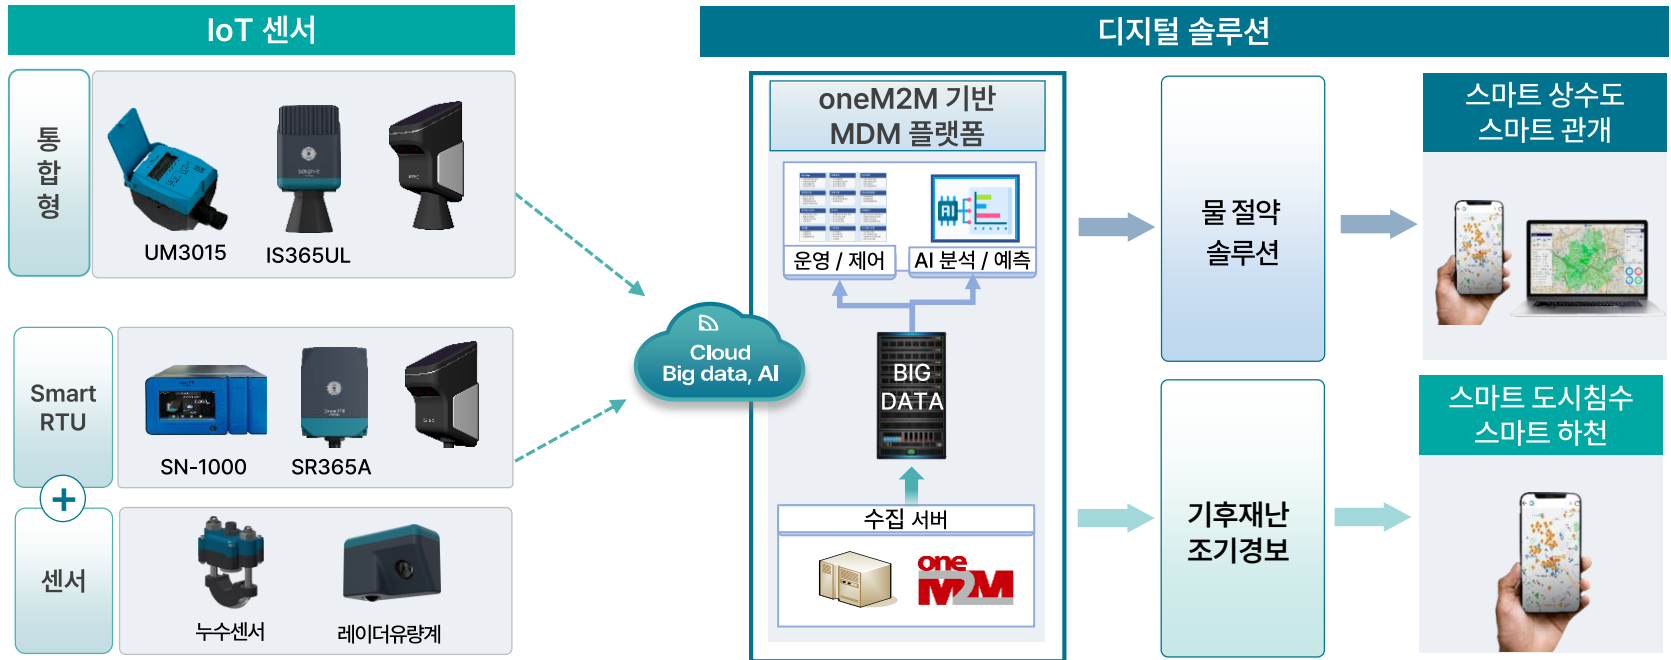 IoT 센서
통
합
형
UM3015
IS365UL
Smart
RTU
SN-1000
SR365A
+
센서
누수센서
레이더유량계
Cloud
Big data, AI
디지털 솔루션
oneM2M 기반
MDM 플랫폼
AI
운영 / 제어
AI 분석 / 예측
BIG
DATA
수집 서버
one
M2M
물 절약
솔루션
기후재난
조기경보
스마트 상수도
스마트 관개
스마트 도시침수
스마트 하천